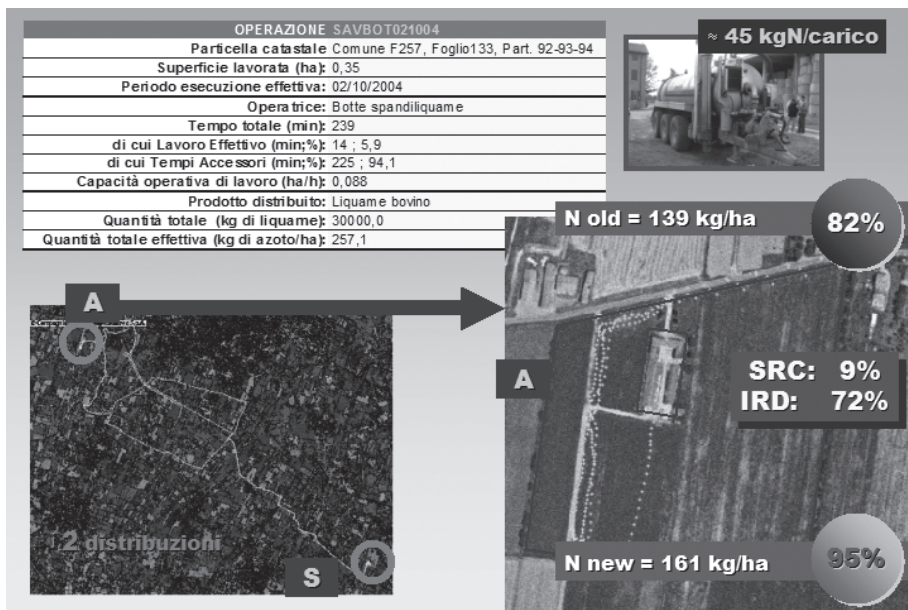 OPERAZIONE SAVBOT021004
Particella catastale Comune F257, Foglio133, Part. 92-93-94
Superficie lavorata (ha): 0,35
Periodo esecuzione effettiva: 02/10/2004
Operatrice: Botte spandiliquame
Tempo totale (min): 239
di cui Lavoro Effettivo (min;%): 14 ; 5,9
di cui Tempi Accessori (min;%): 225 ; 94,1
Capacità operativa di lavoro (ha/h): 0,088
Prodotto distribuito: Liquame bovino
Quantità totale (kg di liquame): 30000,0
Quantità totale effettiva (kg di azoto/ha): 257,1
≈ 45 kgN/carico
N old = 139 kg/ha
82%
A
A
SRC: 9%
IRD: 72%
2 distribuzioni
S
N new = 161 kg/ha
95%